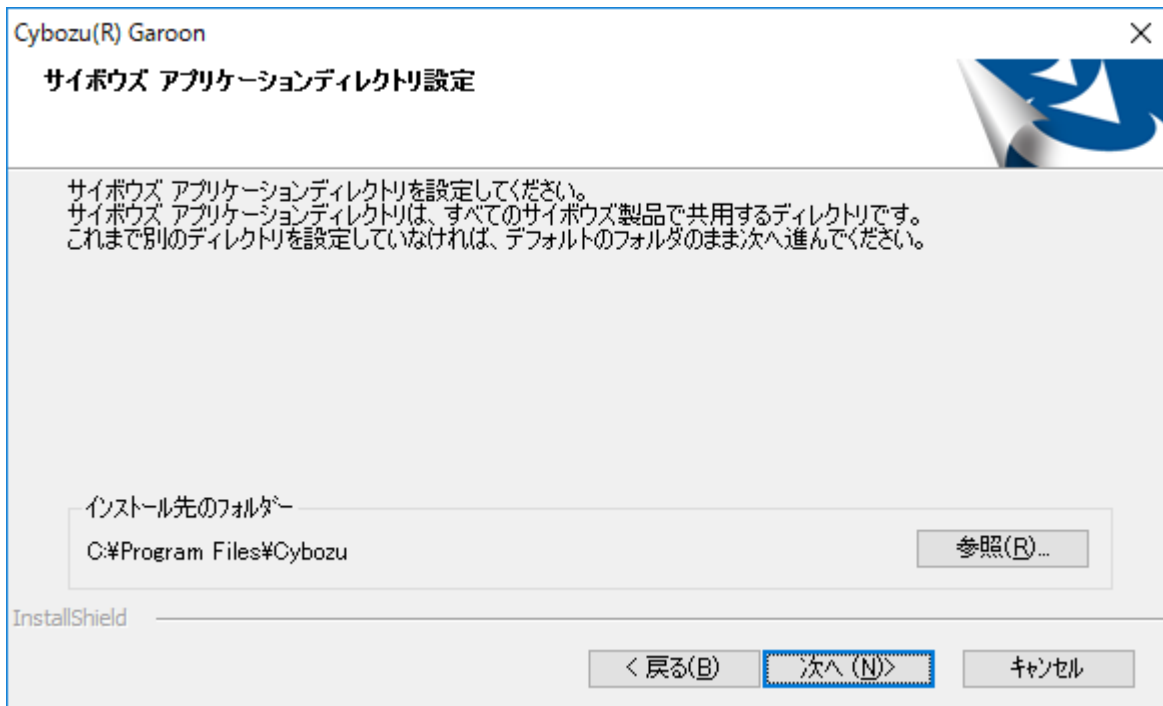 Cybozu(R) Garoon
サイボウズ アプリケーションディレクトリ設定
サイボウズ アプリケーションディレクトリを設定してください。
サイボウズ アプリケーションディレクトリは、すべてのサイボウズ製品で共用するディレクトリです。
これまで別のディレクトリを設定していなければ、デフォルトのフォルダのまま次へ進んでください。
インストール先のフォルダー
C:¥Program Files¥Cybozu
参照(R)...
InstallShield
< 戻る(B)
次へ (N)>
キャンセル